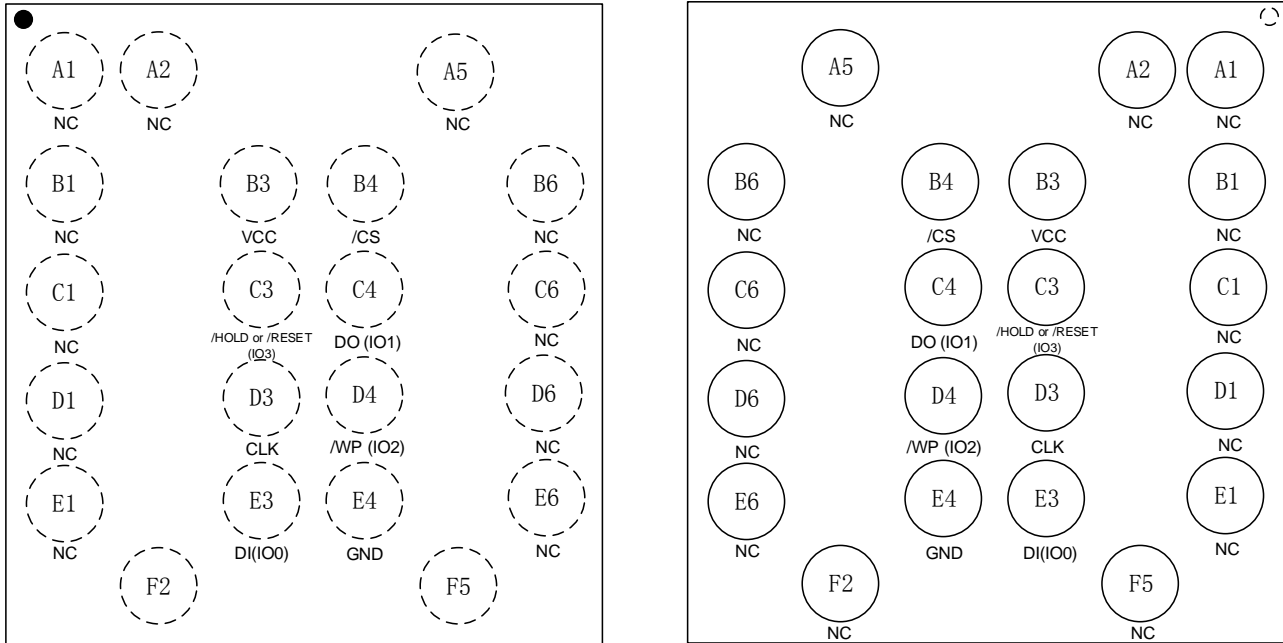 A1 A2 A5
NC NC NC
B1 B3 B4 B6
NC VCC /CS NC
C1 C3 C4 C6
NC /HOLD or /RESET (IO3) DO (IO1) NC
D1 D3 D4 D6
NC CLK /WP (IO2) NC
E1 E3 E4 E6
NC DI(IO0) GND NC
F2 F5
A5 A2 A1
NC NC NC
B6 B4 B3 B1
NC /CS VCC NC
C6 C4 C3 C1
NC DO (IO1) /HOLD or /RESET (IO3) NC
D6 D4 D3 D1
NC /WP (IO2) CLK NC
E6 E4 E3 E1
NC GND DI(IO0) NC
F2 F5
NC NC